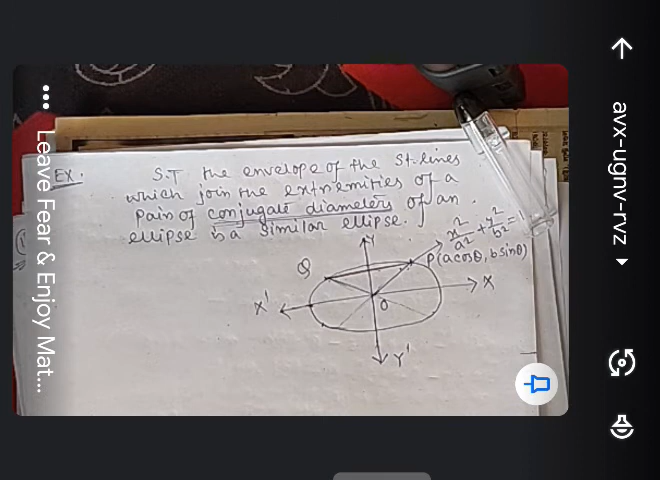 EX.
S.T the envelope of the St. lines
which join the extremities of a
Pair of conjugate diameters of an
ellipse is a similar ellipse.
Y
x²/a² + y²/b² = 1
P(a cosθ, b sinθ)
Q
X
X'
O
Y'
Leave Fear & Enjoy Mat...
avx-ugnv-rvz